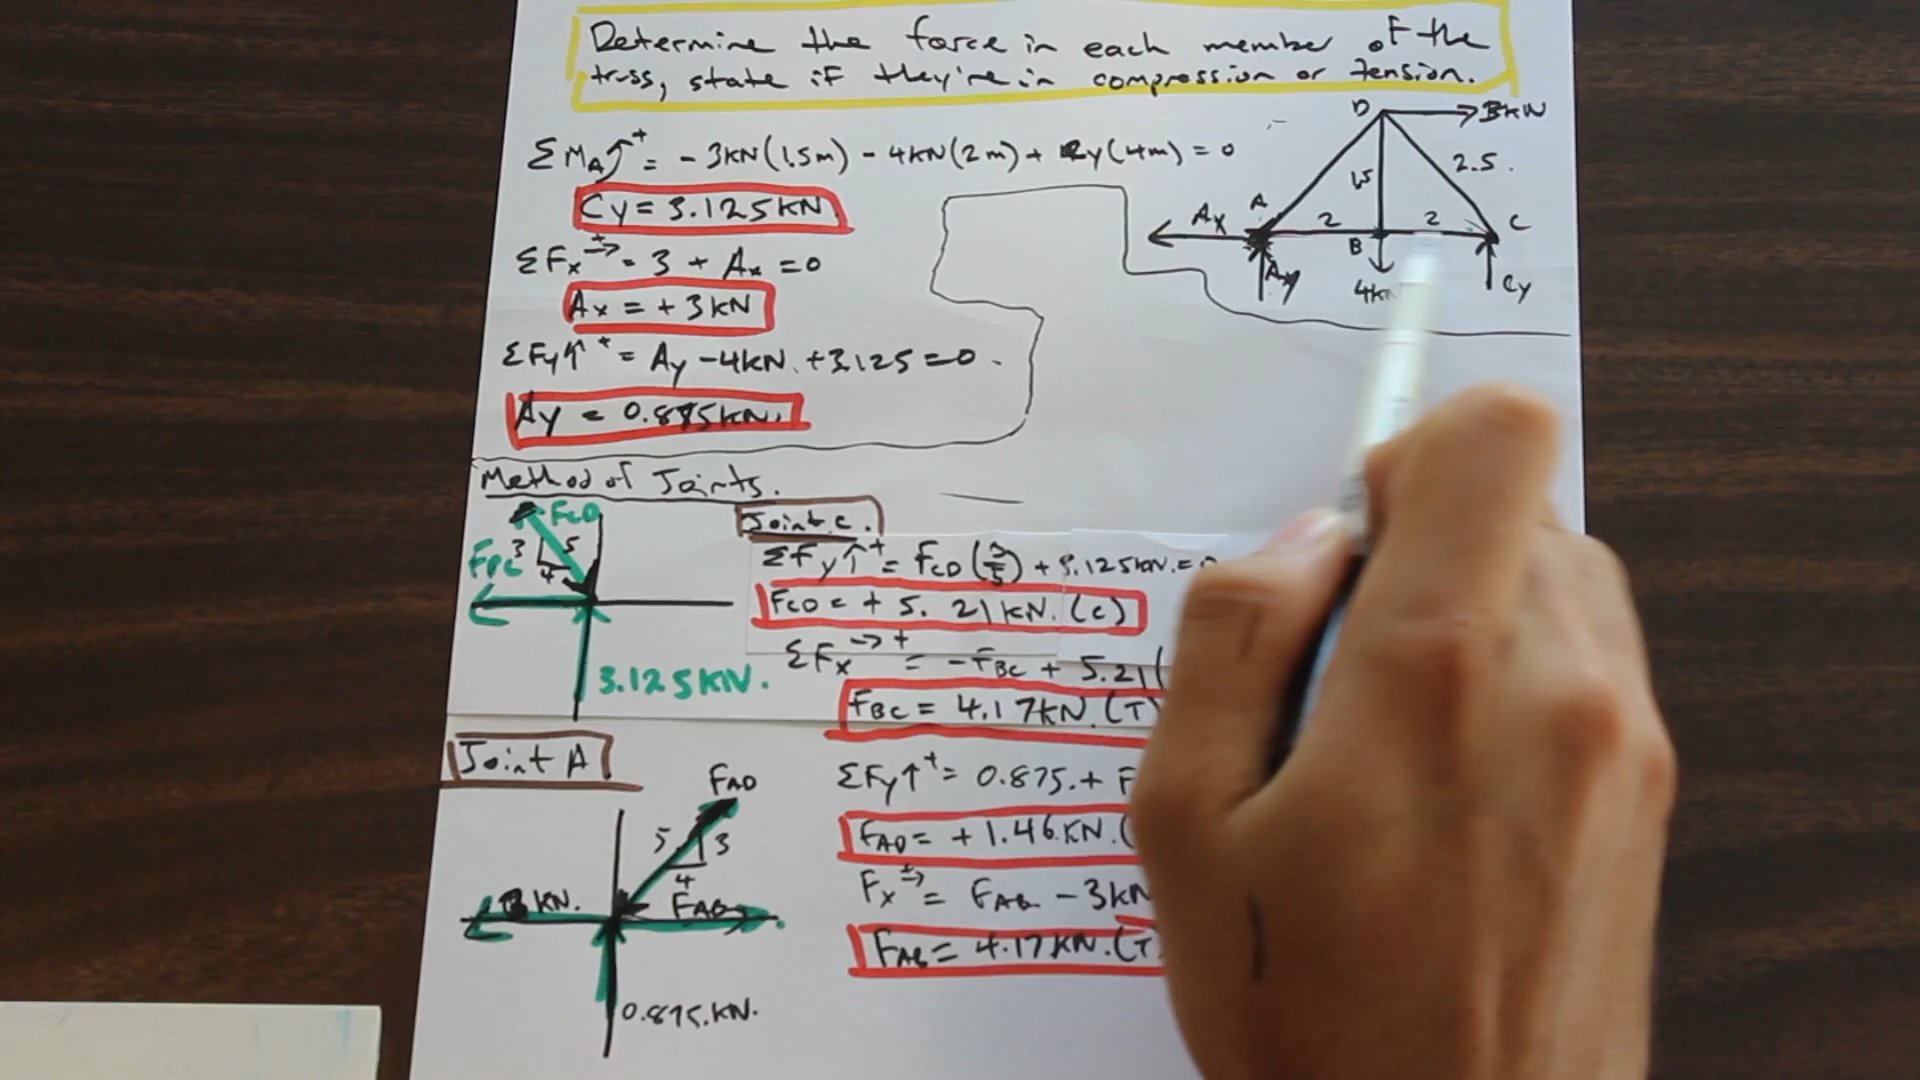 Determine the force in each member of the
truss, state if they're in compression or tension.
ΣMA↶+ = - 3KN(1.5m) - 4KN(2m) + Cy(4m) = 0
Cy = 3.125KN
ΣFx→+ = 3 + Ax = 0
Ax = + 3KN
ΣFy↑+ = Ay - 4KN. + 3.125 = 0
Ay = 0.875KN.
D
3KN
1.5
2.5.
Ax
A
2
2
C
B
Ay
4KN
Cy
Method of Joints.
Joint C.
FCD
FBC
3
5
4
3.125KN.
ΣFy↑+ = FCD (3/5) + 3.125KN. = 0
FCD = + 5.21KN. (C)
ΣFx→+ = - FBC + 5.21(
FBC = 4.17KN. (T)
Joint A
FAD
5
3
4
3KN.
FAB
0.875.KN.
ΣFy↑+ = 0.875. + F
FAD = + 1.46.KN. (
Fx→+ = FAB - 3KN
FAB = 4.17KN. (T)